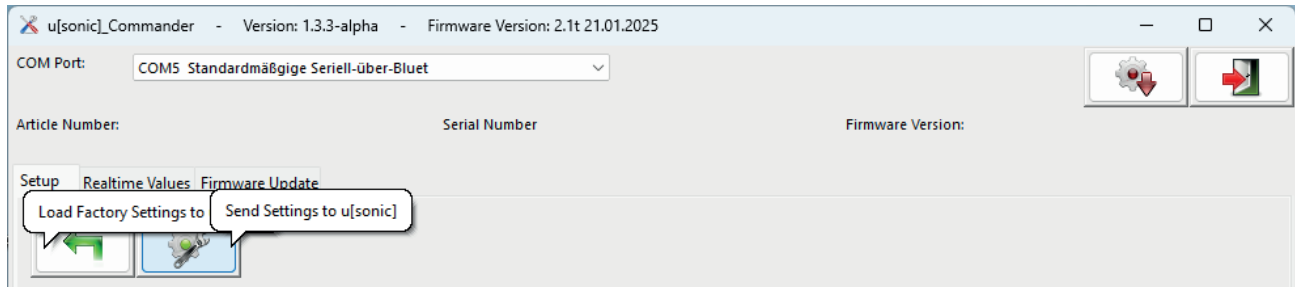 u[sonic]_Commander - Version: 1.3.3-alpha - Firmware Version: 2.1t 21.01.2025
COM Port: COM5 Standardmäßgige Seriell-über-Bluet
Article Number: Serial Number Firmware Version:
Setup Realtime Values Firmware Update
Load Factory Settings to Send Settings to u[sonic]